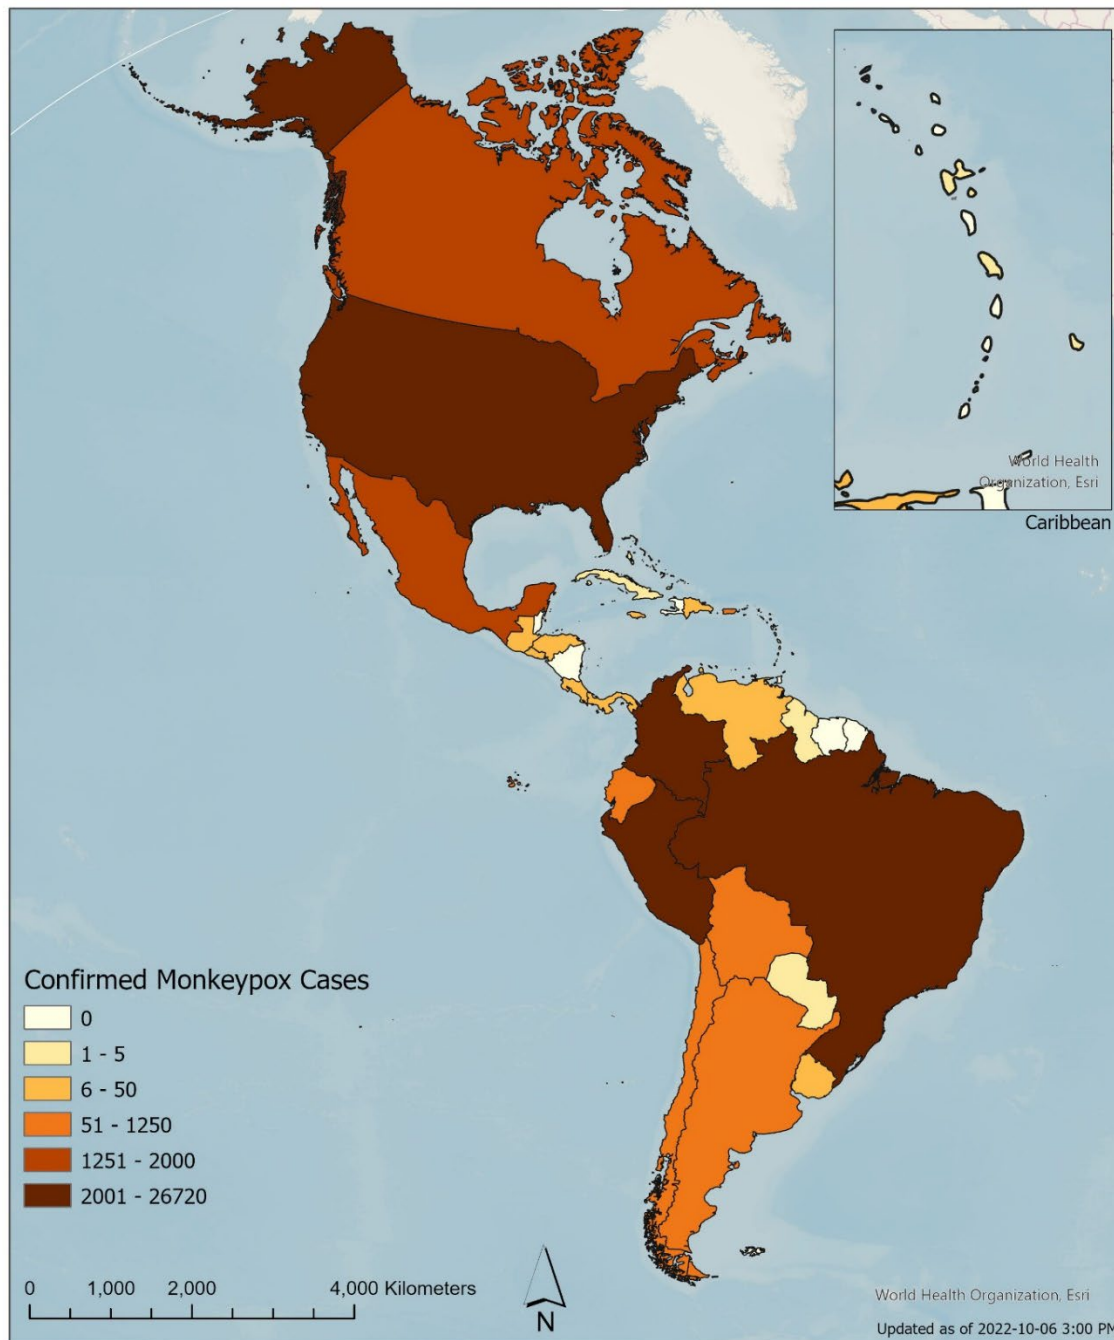 World Health
Organization, Esri
Caribbean
Confirmed Monkeypox Cases
0
1 - 5
6 - 50
51 - 1250
1251 - 2000
2001 - 26720
0 1,000 2,000 4,000 Kilometers
N
World Health Organization, Esri
Updated as of 2022-10-06 3:00 PM